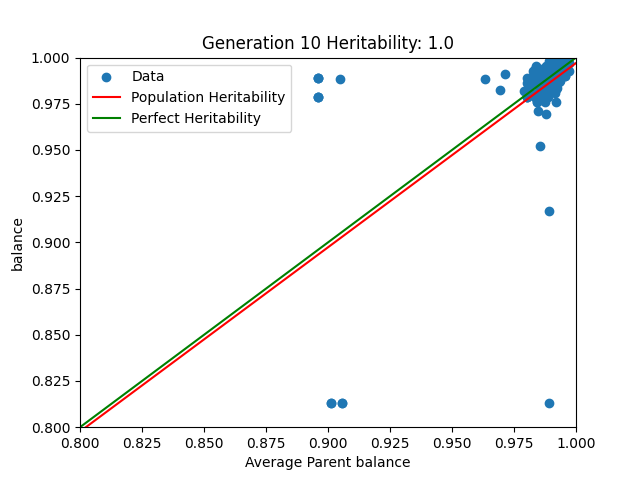 Generation 10 Heritability: 1.0
Data
Population Heritability
Perfect Heritability
1.000
0.975
0.950
0.925
0.900
0.875
0.850
0.825
0.800
balance
0.800 0.825 0.850 0.875 0.900 0.925 0.950 0.975 1.000
Average Parent balance